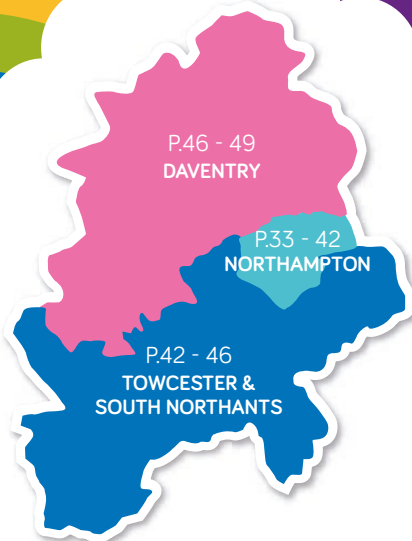 P.46 - 49
DAVENTRY
P.33 - 42
NORTHAMPTON
P.42 - 46
TOWCESTER &
SOUTH NORTHANTS